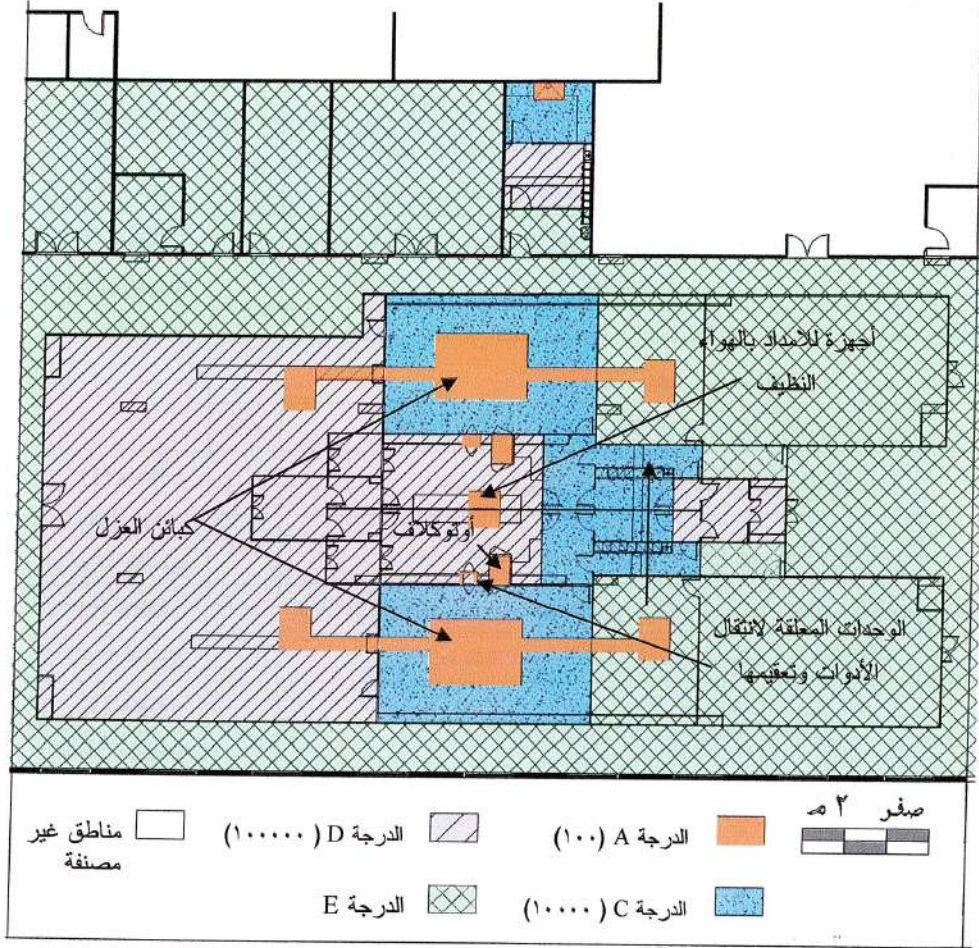 أجهزة للامداد بالهواء
النظيف
كبائن العزل
أوتوكلاف
الوحدات المعلقة لانتقال
الأدوات وتعقيمها
صفر ٢ م
الدرجة A (١٠٠)
الدرجة D (١٠٠٠٠٠)
مناطق غير
مصنفة
الدرجة C (١٠٠٠٠)
الدرجة E